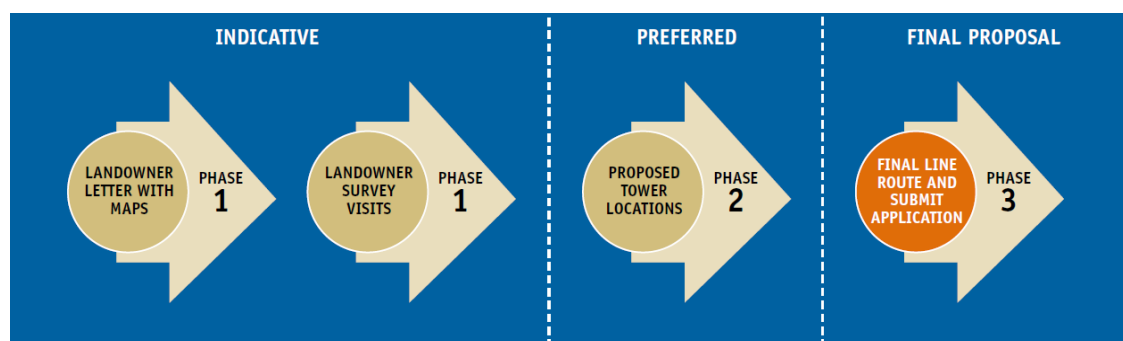 INDICATIVE
PREFERRED
FINAL PROPOSAL
LANDOWNER
LETTER WITH
MAPS
PHASE
1
LANDOWNER
SURVEY
VISITS
PHASE
1
PROPOSED
TOWER
LOCATIONS
PHASE
2
FINAL LINE
ROUTE AND
SUBMIT
APPLICATION
PHASE
3